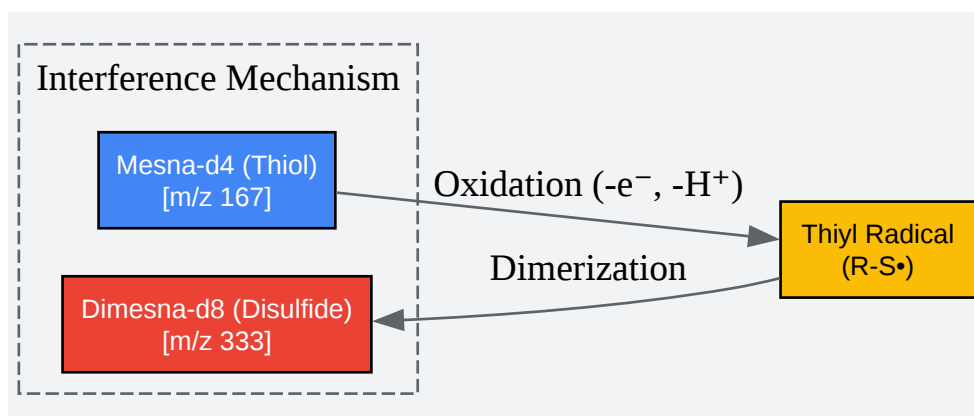 Interference Mechanism
Mesna-d4 (Thiol)
[m/z 167]
Oxidation (-e⁻, -H⁺)
Thiyl Radical
(R-S•)
Dimerization
Dimesna-d8 (Disulfide)
[m/z 333]